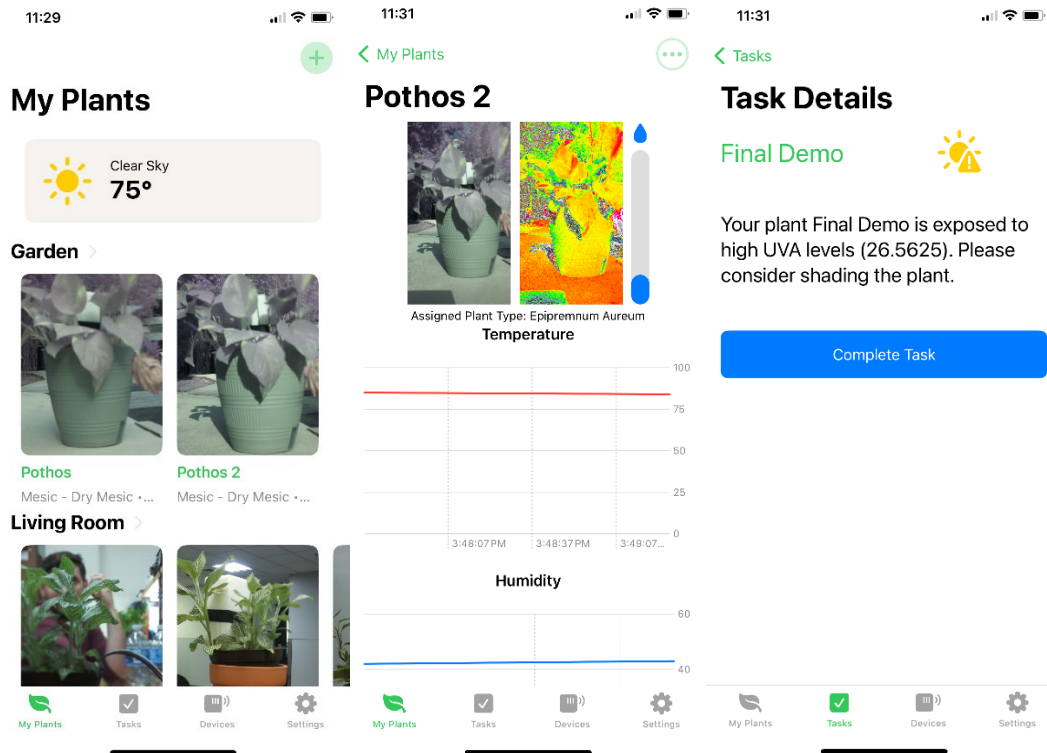 11:29
My Plants
Clear Sky
75°
Garden
Pothos
Mesic - Dry Mesic •...
Pothos 2
Mesic - Dry Mesic •...
Living Room
My Plants
Tasks
Devices
Settings
11:31
My Plants
Pothos 2
Assigned Plant Type: Epipremnum Aureum
Temperature
100
75
50
25
0
3:48:07 PM
3:48:37 PM
3:49:07...
Humidity
60
40
My Plants
Tasks
Devices
Settings
11:31
Tasks
Task Details
Final Demo
Your plant Final Demo is exposed to
high UVA levels (26.5625). Please
consider shading the plant.
Complete Task
My Plants
Tasks
Devices
Settings